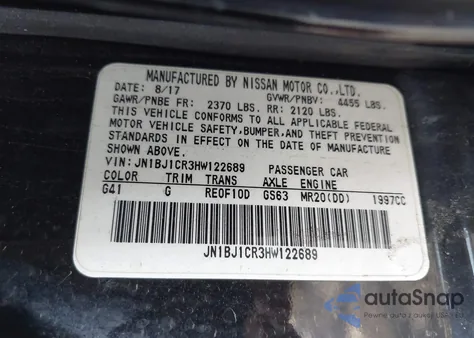 MANUFACTURED BY NISSAN MOTOR CO.,LTD.
DATE: 8/17 GVWR/PNBV: 4455 LBS.
GAWR/PNBE FR: 2370 LBS. RR: 2120 LBS.
THIS VEHICLE CONFORMS TO ALL APPLICABLE FEDERAL
MOTOR VEHICLE SAFETY, BUMPER, AND THEFT PREVENTION
STANDARDS IN EFFECT ON THE DATE OF MANUFACTURE
SHOWN ABOVE.
VIN: JN1BJ1CR3HW122689 PASSENGER CAR
COLOR TRIM TRANS AXLE ENGINE
G41 G RE0F10D GS63 MR20(DD) 1997CC
JN1BJ1CR3HW122689
autoSnap